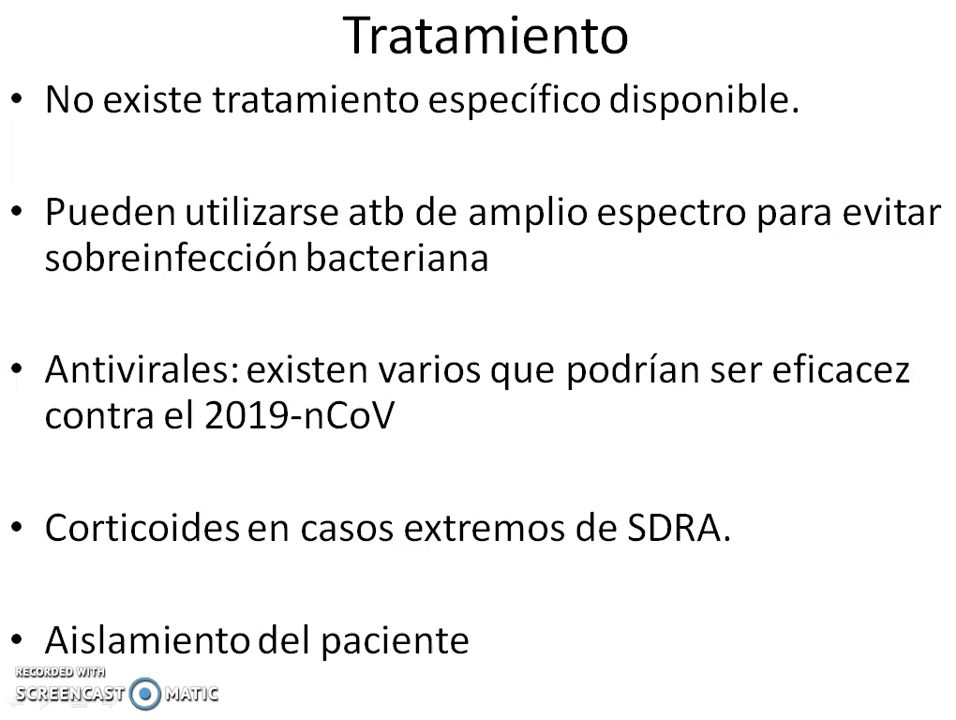 Tratamiento
• No existe tratamiento específico disponible.
• Pueden utilizarse atb de amplio espectro para evitar
sobreinfección bacteriana
• Antivirales: existen varios que podrían ser eficacez
contra el 2019-nCoV
• Corticoides en casos extremos de SDRA.
• Aislamiento del paciente
RECORDED WITH
SCREENCAST MATIC